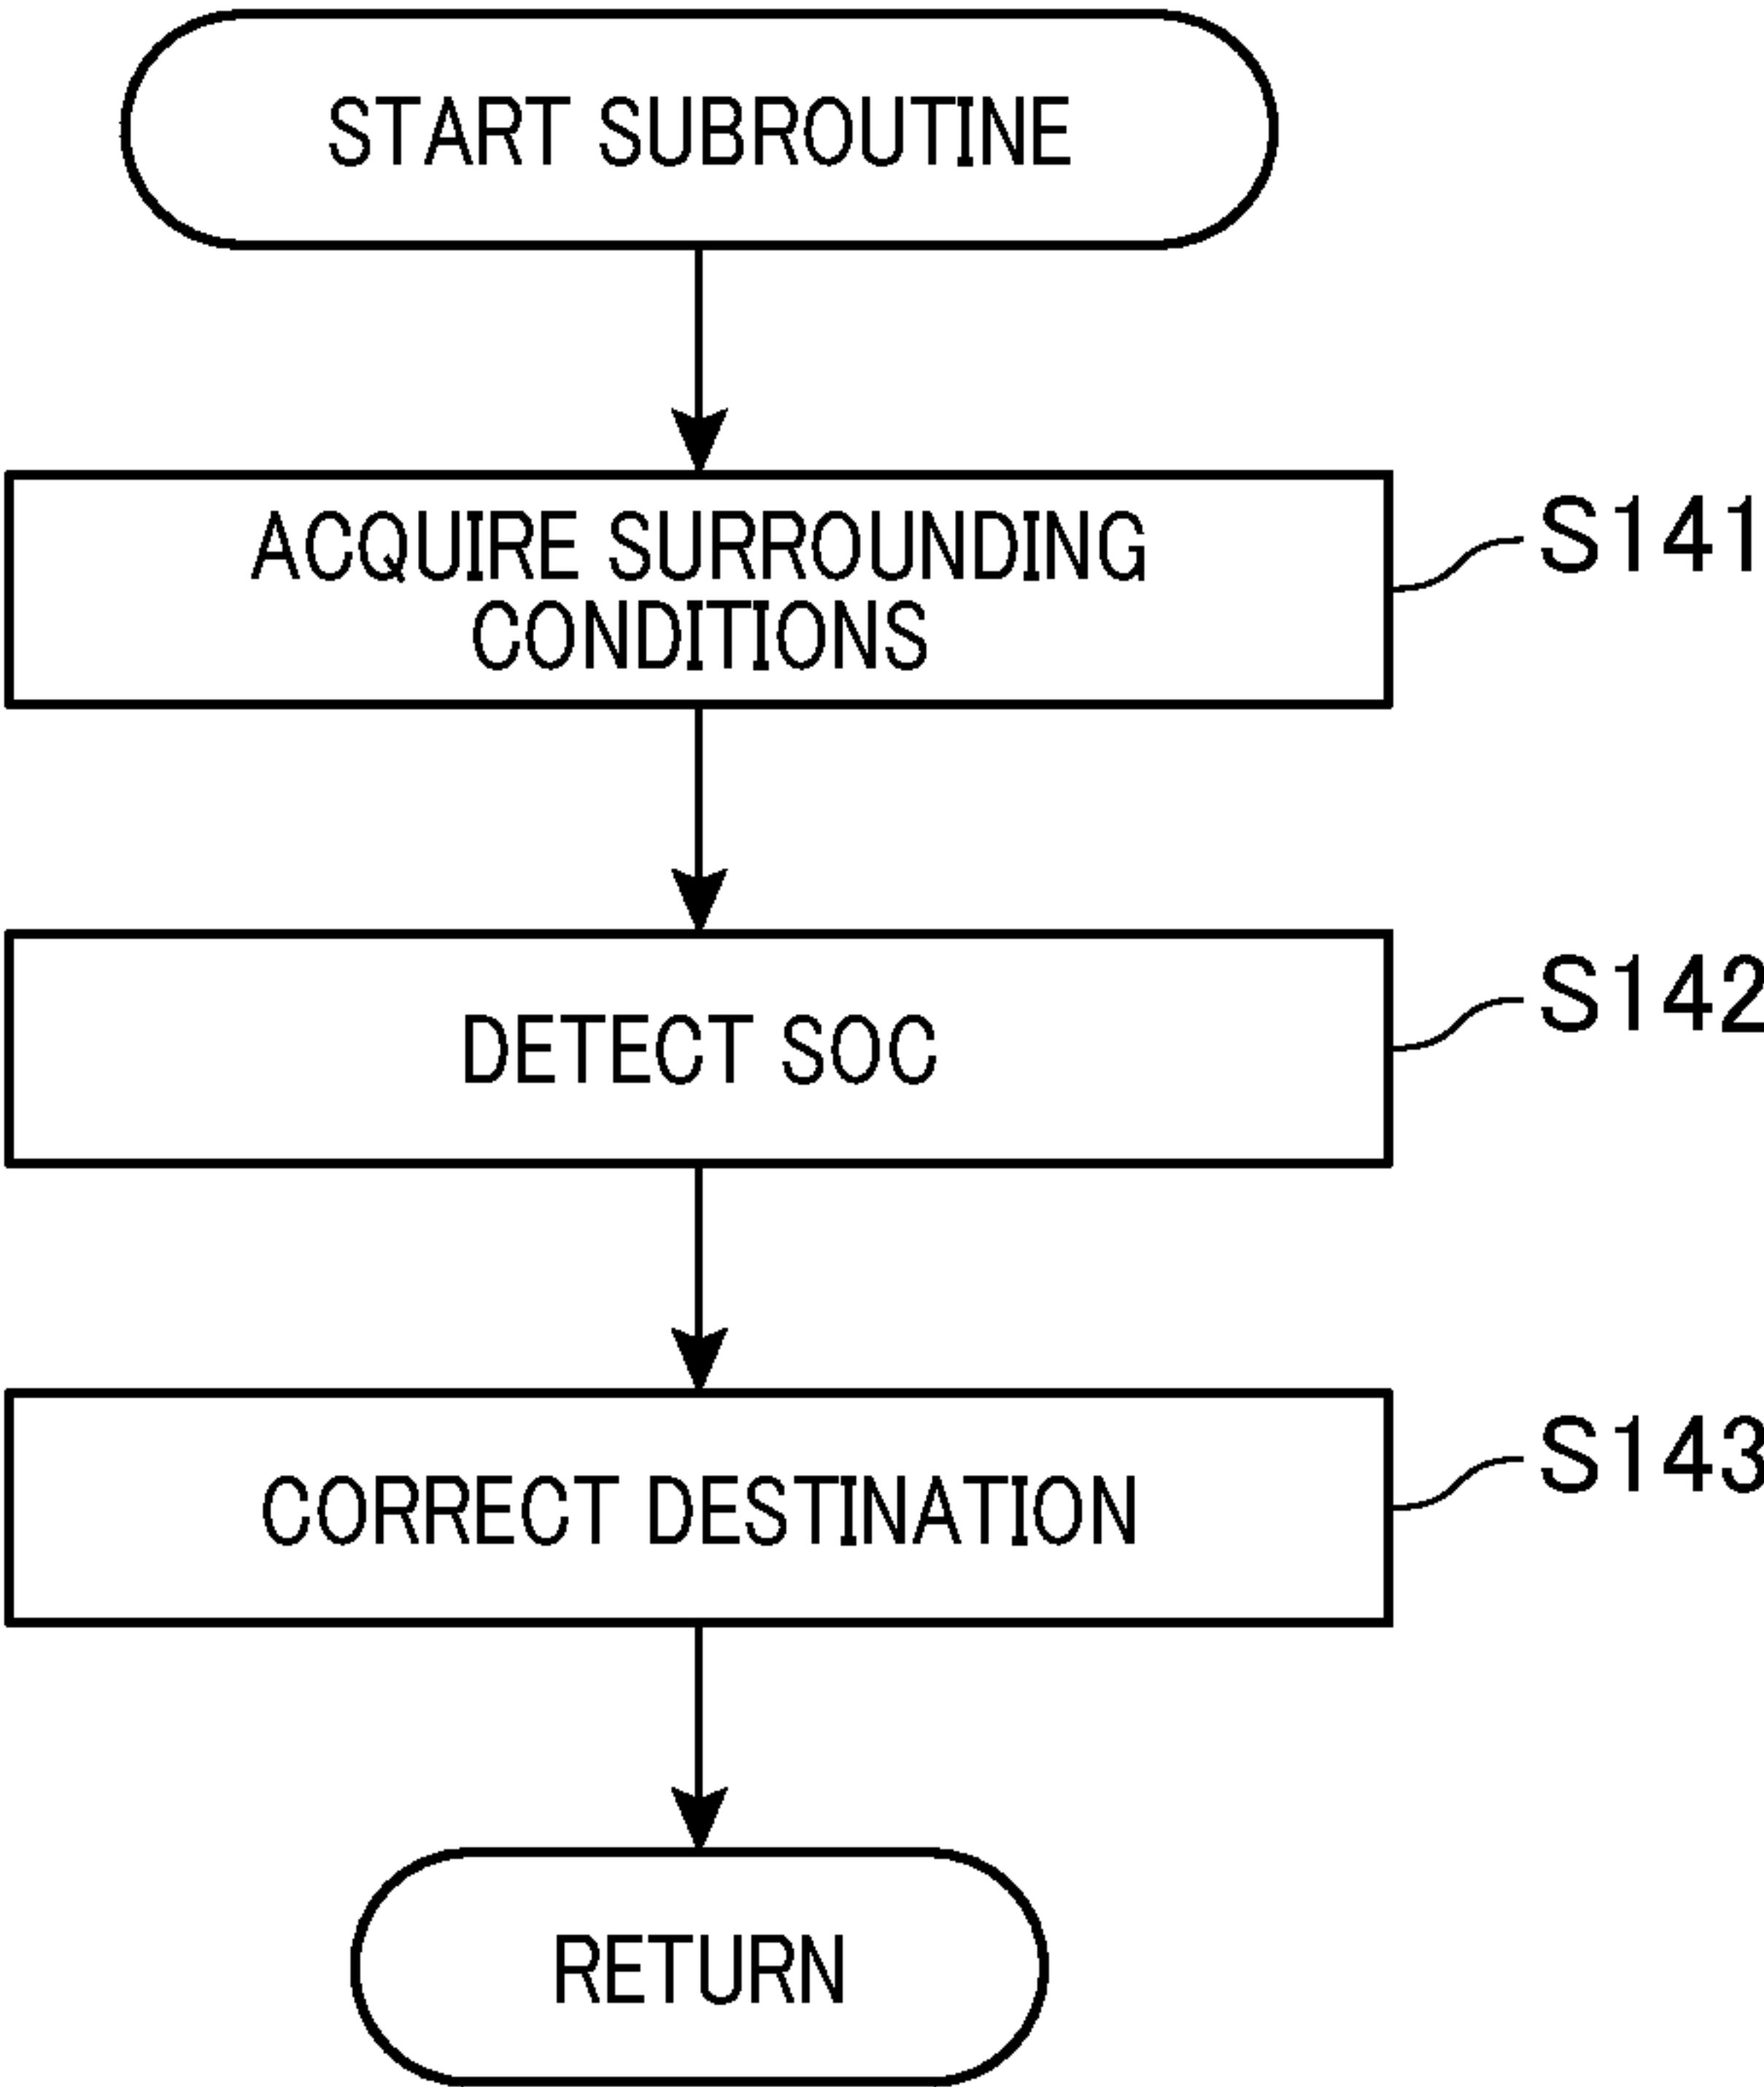 START SUBROUTINE
ACQUIRE SURROUNDING
CONDITIONS
S141
DETECT SOC
S142
CORRECT DESTINATION
S143
RETURN